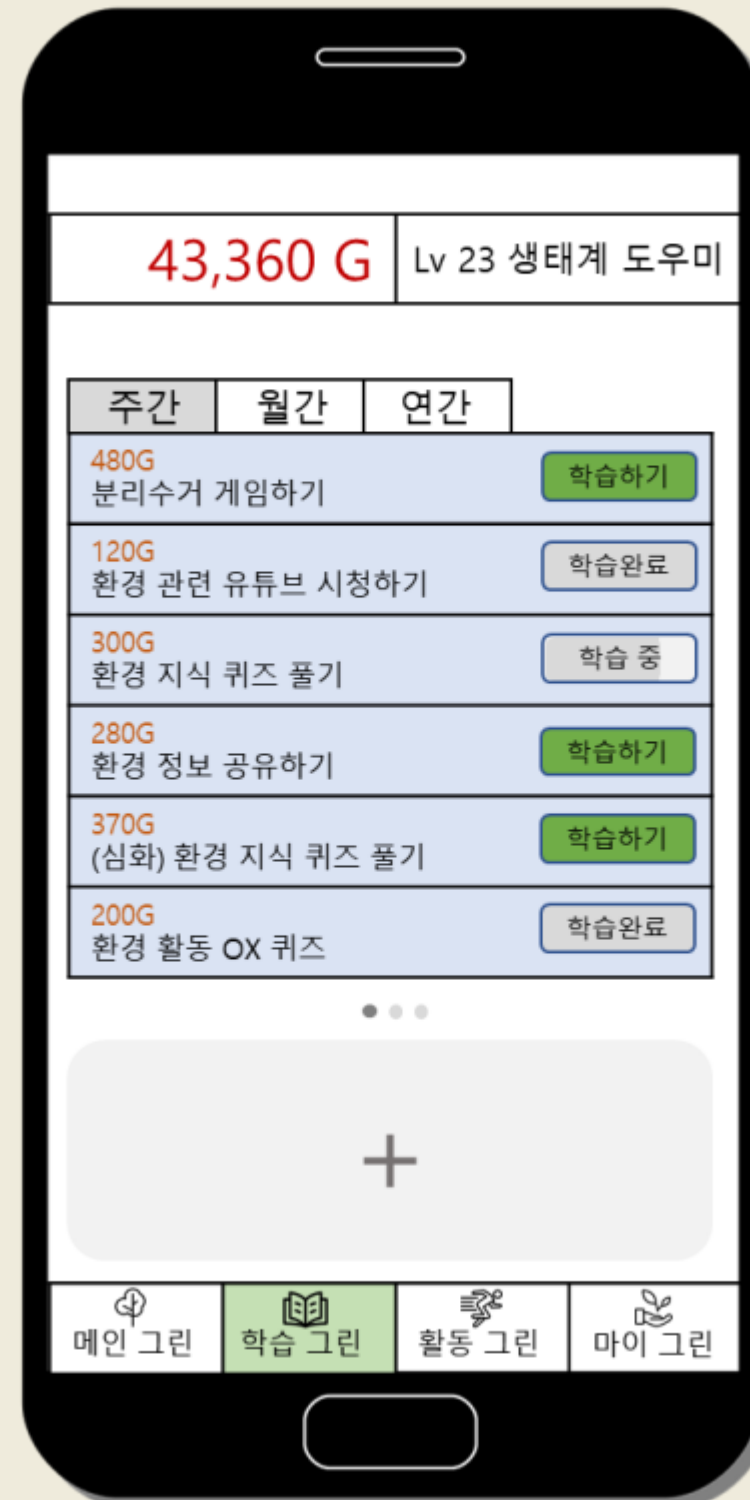 43,360 G
Lv 23 생태계 도우미
주간 월간 연간
480G
분리수거 게임하기
학습하기
120G
환경 관련 유튜브 시청하기
학습완료
300G
환경 지식 퀴즈 풀기
학습 중
280G
환경 정보 공유하기
학습하기
370G
(심화) 환경 지식 퀴즈 풀기
학습하기
200G
환경 활동 OX 퀴즈
학습완료
+
메인 그린 학습 그린 활동 그린 마이 그린